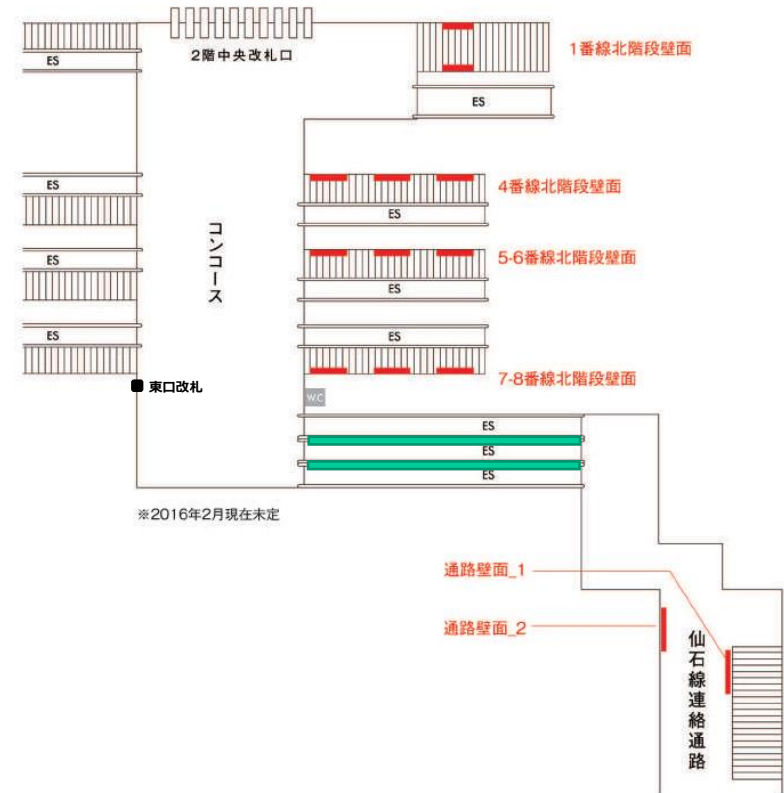 2階中央改札口
1番線北階段壁面
ES
ES
ES
4番線北階段壁面
ES
コンコース
ES
5-6番線北階段壁面
ES
ES
ES
7-8番線北階段壁面
東口改札
WC
ES
ES
ES
※2016年2月現在未定
通路壁面_1
通路壁面_2
仙石線連絡通路